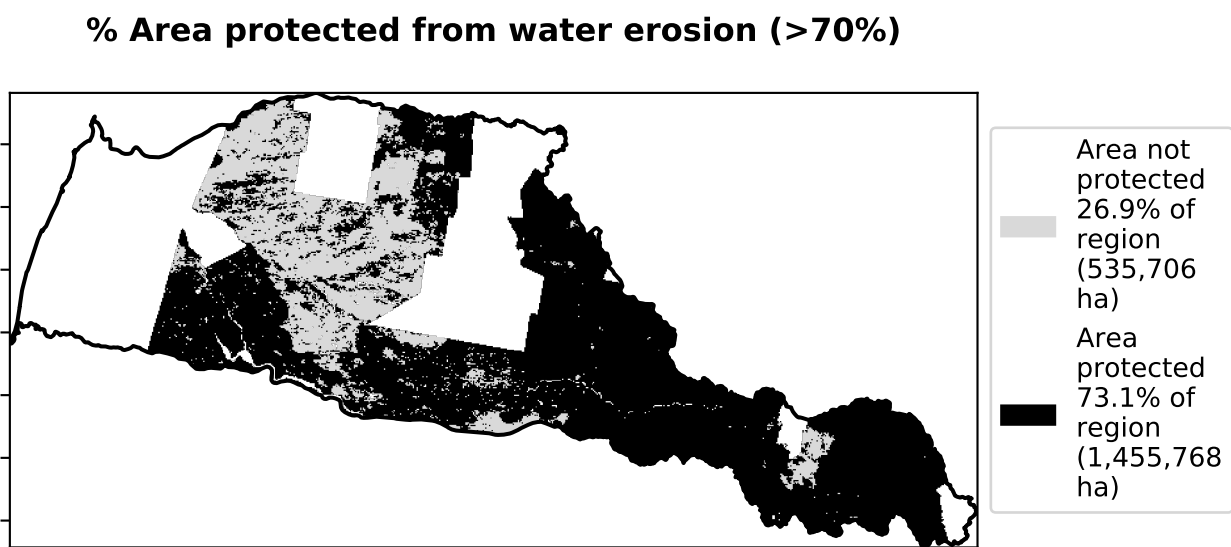 % Area protected from water erosion (>70%)
Area not
protected
26.9% of
region
(535,706
ha)
Area
protected
73.1% of
region
(1,455,768
ha)